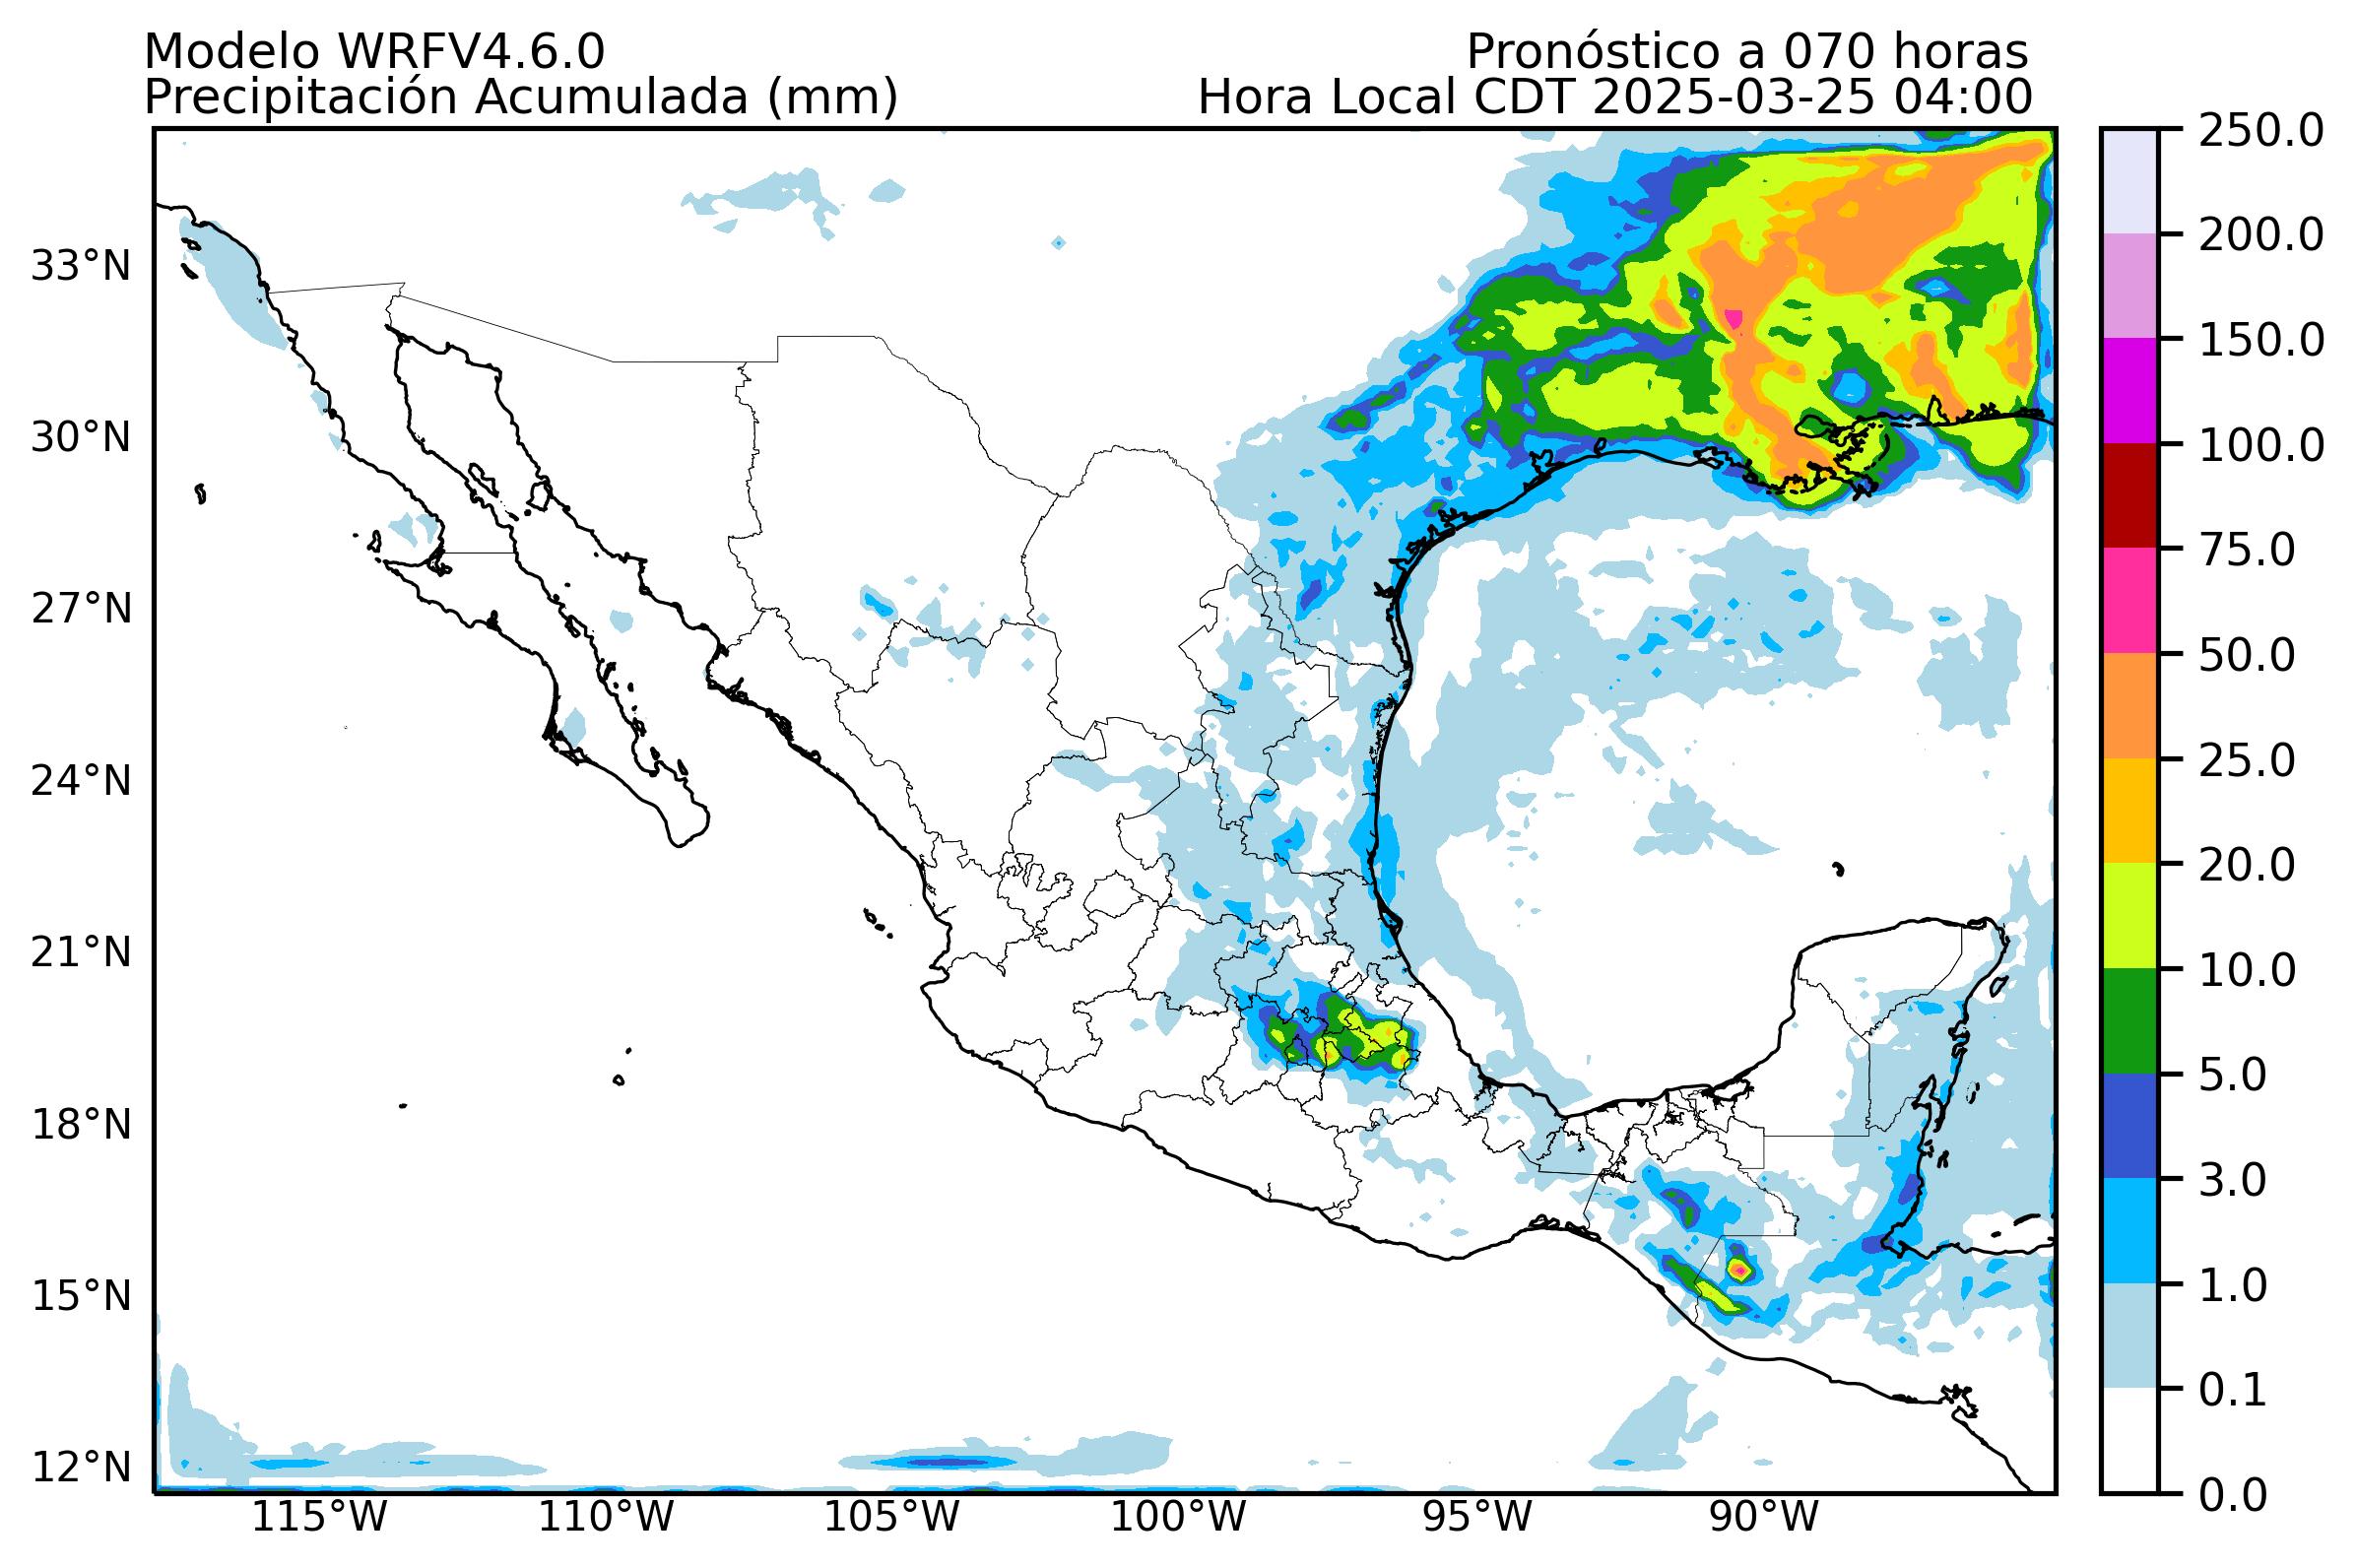 Modelo WRFV4.6.0
Pronóstico a 070 horas
Precipitación Acumulada (mm)
Hora Local CDT 2025-03-25 04:00
33°N
30°N
27°N
24°N
21°N
18°N
15°N
12°N
115°W
110°W
105°W
100°W
95°W
90°W
250.0
200.0
150.0
100.0
75.0
50.0
25.0
20.0
10.0
5.0
3.0
1.0
0.1
0.0